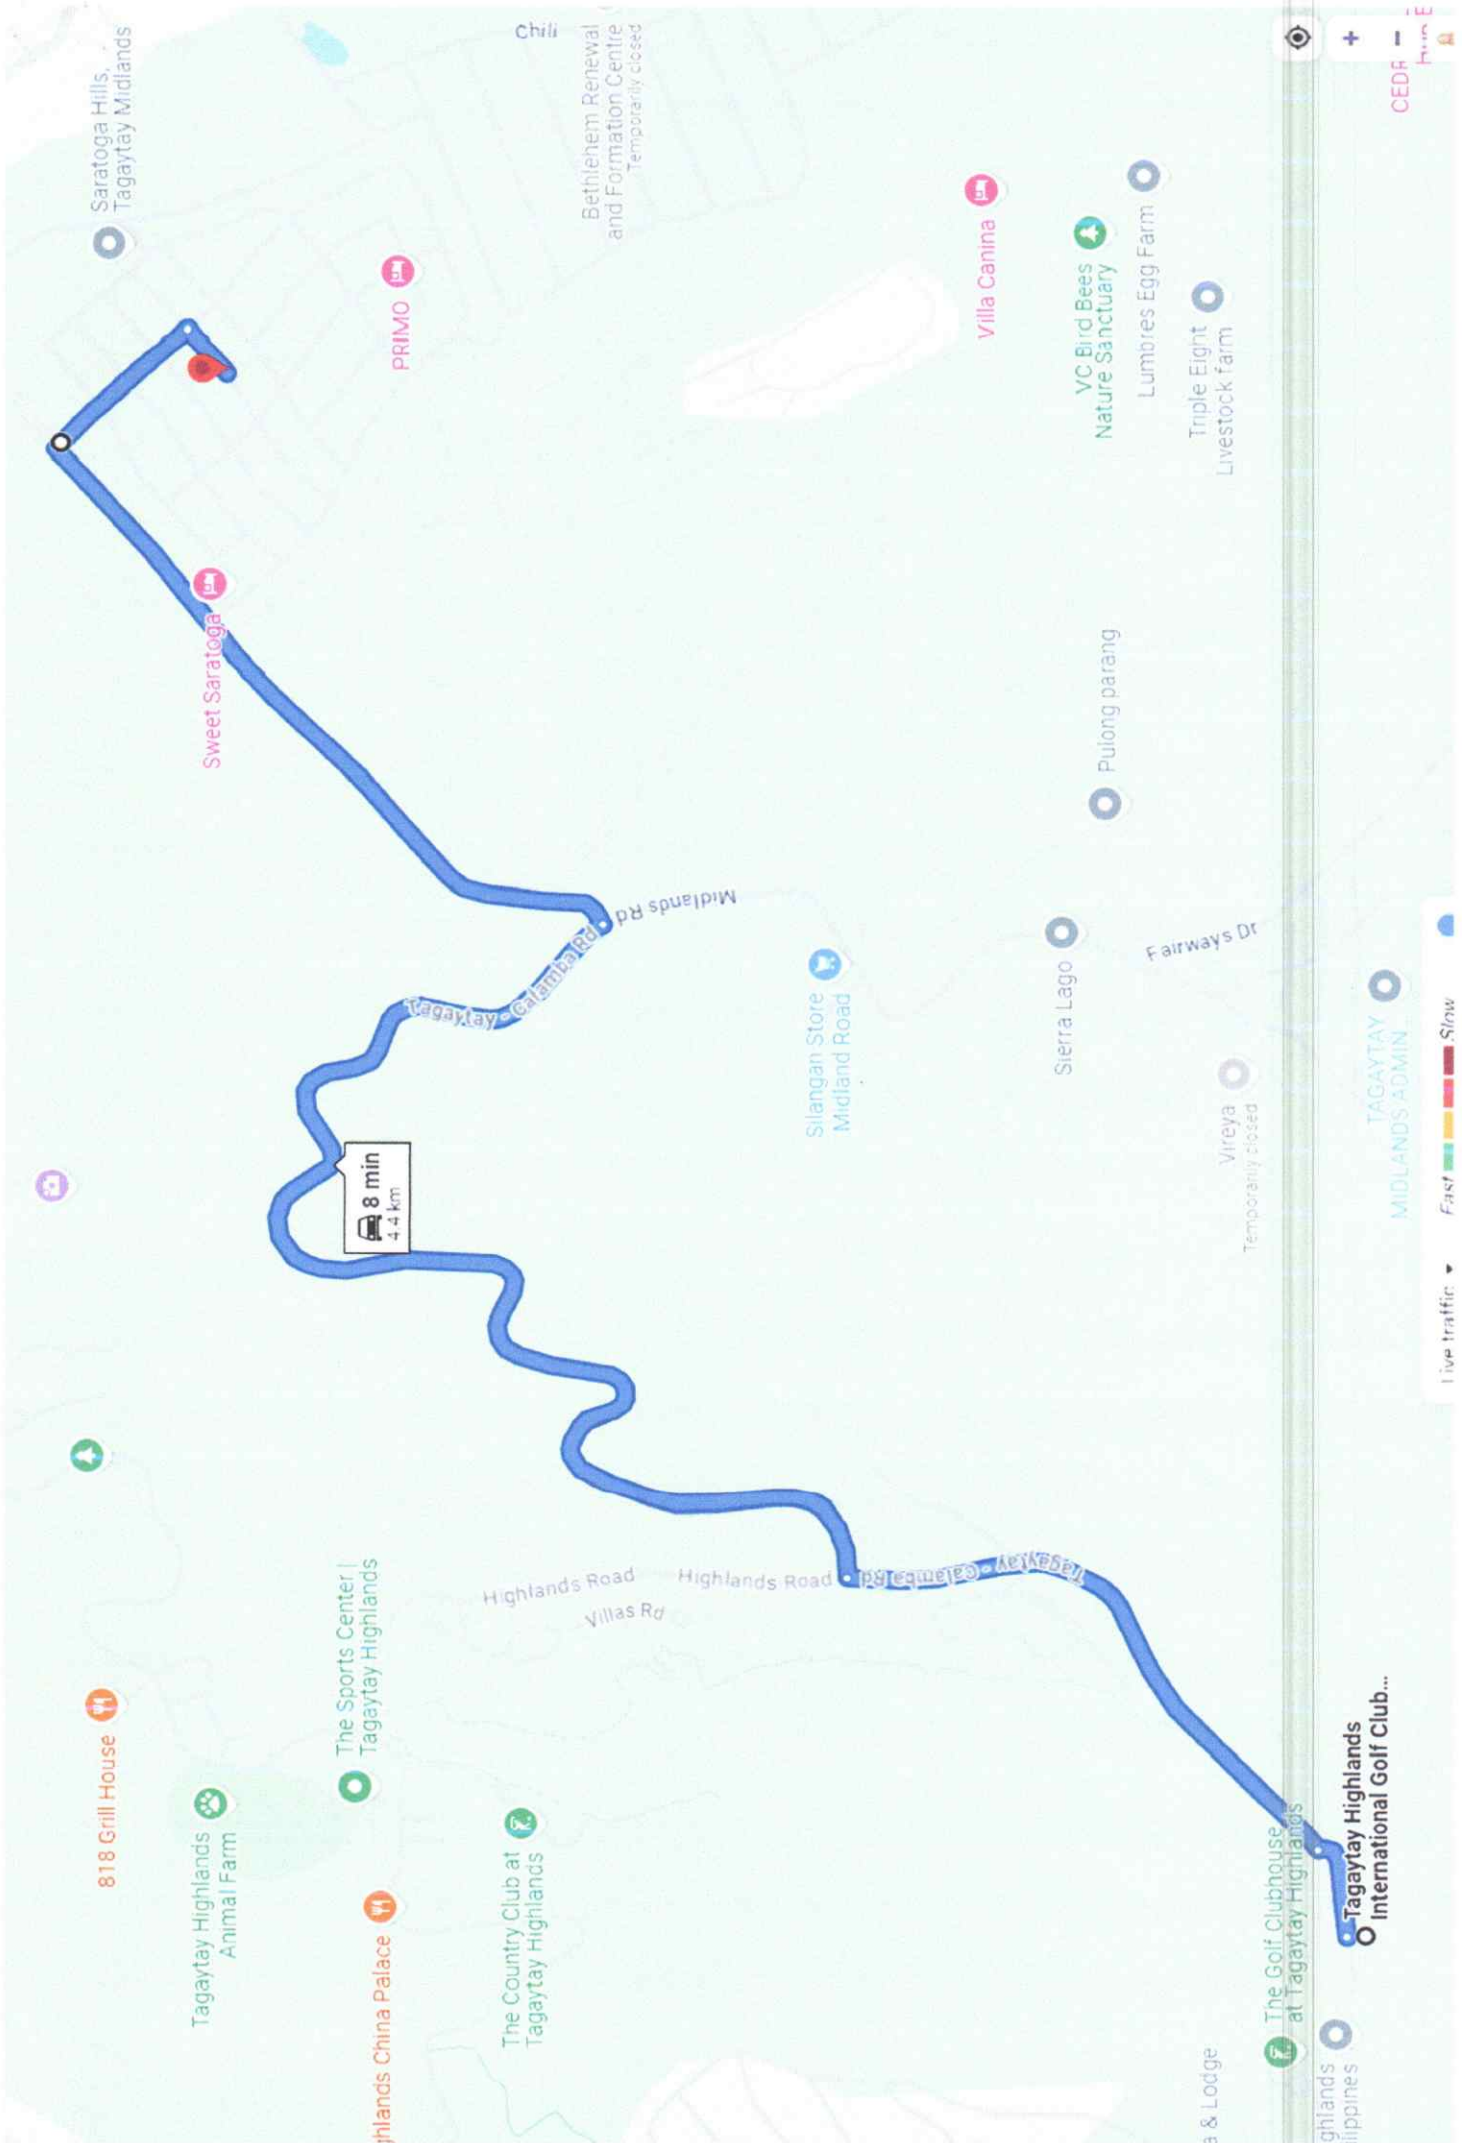 Saratoga Hills,
Tagaytay Midlands
Chili
Bethlehem Renewal
and Formation Centre
Temporarily closed
PRIMO
Villa Canina
VC Bird Bees
Nature Sanctuary
Lumbres Egg Farm
Triple Eight
Livestock farm
Sweet Saratoga
Pulong parang
Midlands Rd
Tagaytay - Calamba Rd
Silangan Store
Midland Road
Sierra Lago
Fairways Dr
Vireya
Temporarily closed
TAGAYTAY
MIDLANDS ADMIN
8 min
4.4 km
Live traffic
Fast
Slow
The Sports Center |
Tagaytay Highlands
Highlands Road
Villas Rd
Highlands Road
Tagaytay - Calamba Rd
818 Grill House
Tagaytay Highlands
Animal Farm
ghlands China Palace
The Country Club at
Tagaytay Highlands
The Golf Clubhouse
at Tagaytay Highlands
Tagaytay Highlands
International Golf Club...
a & Lodge
ghlands
lippines
CEDR